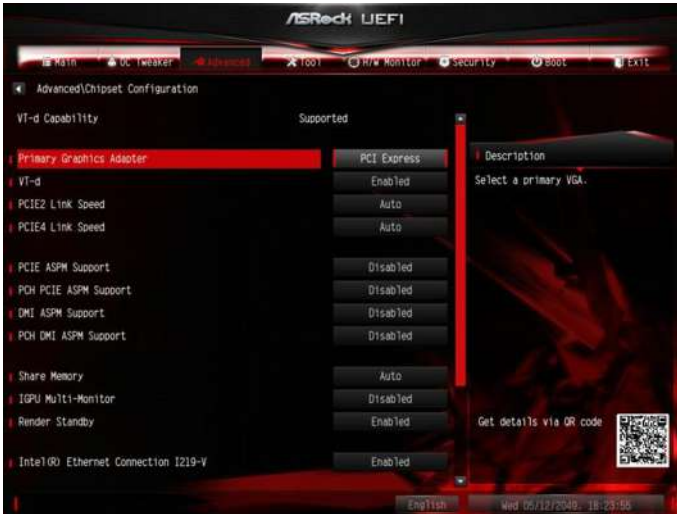 ASRock UEFI
Main OC Tweaker Advanced Tool H/W Monitor Security Boot Exit
Advanced\Chipset Configuration
VT-d Capability Supported
Primary Graphics Adapter PCI Express
Description
VT-d Enabled
Select a primary VGA.
PCIE2 Link Speed Auto
PCIE4 Link Speed Auto
PCIE ASPM Support Disabled
PCH PCIE ASPM Support Disabled
DMI ASPM Support Disabled
PCH DMI ASPM Support Disabled
Share Memory Auto
IGPU Multi-Monitor Disabled
Render Standby Enabled
Get details via QR code
Intel(R) Ethernet Connection I219-V Enabled
English Wed 05/12/2049, 18:23:55